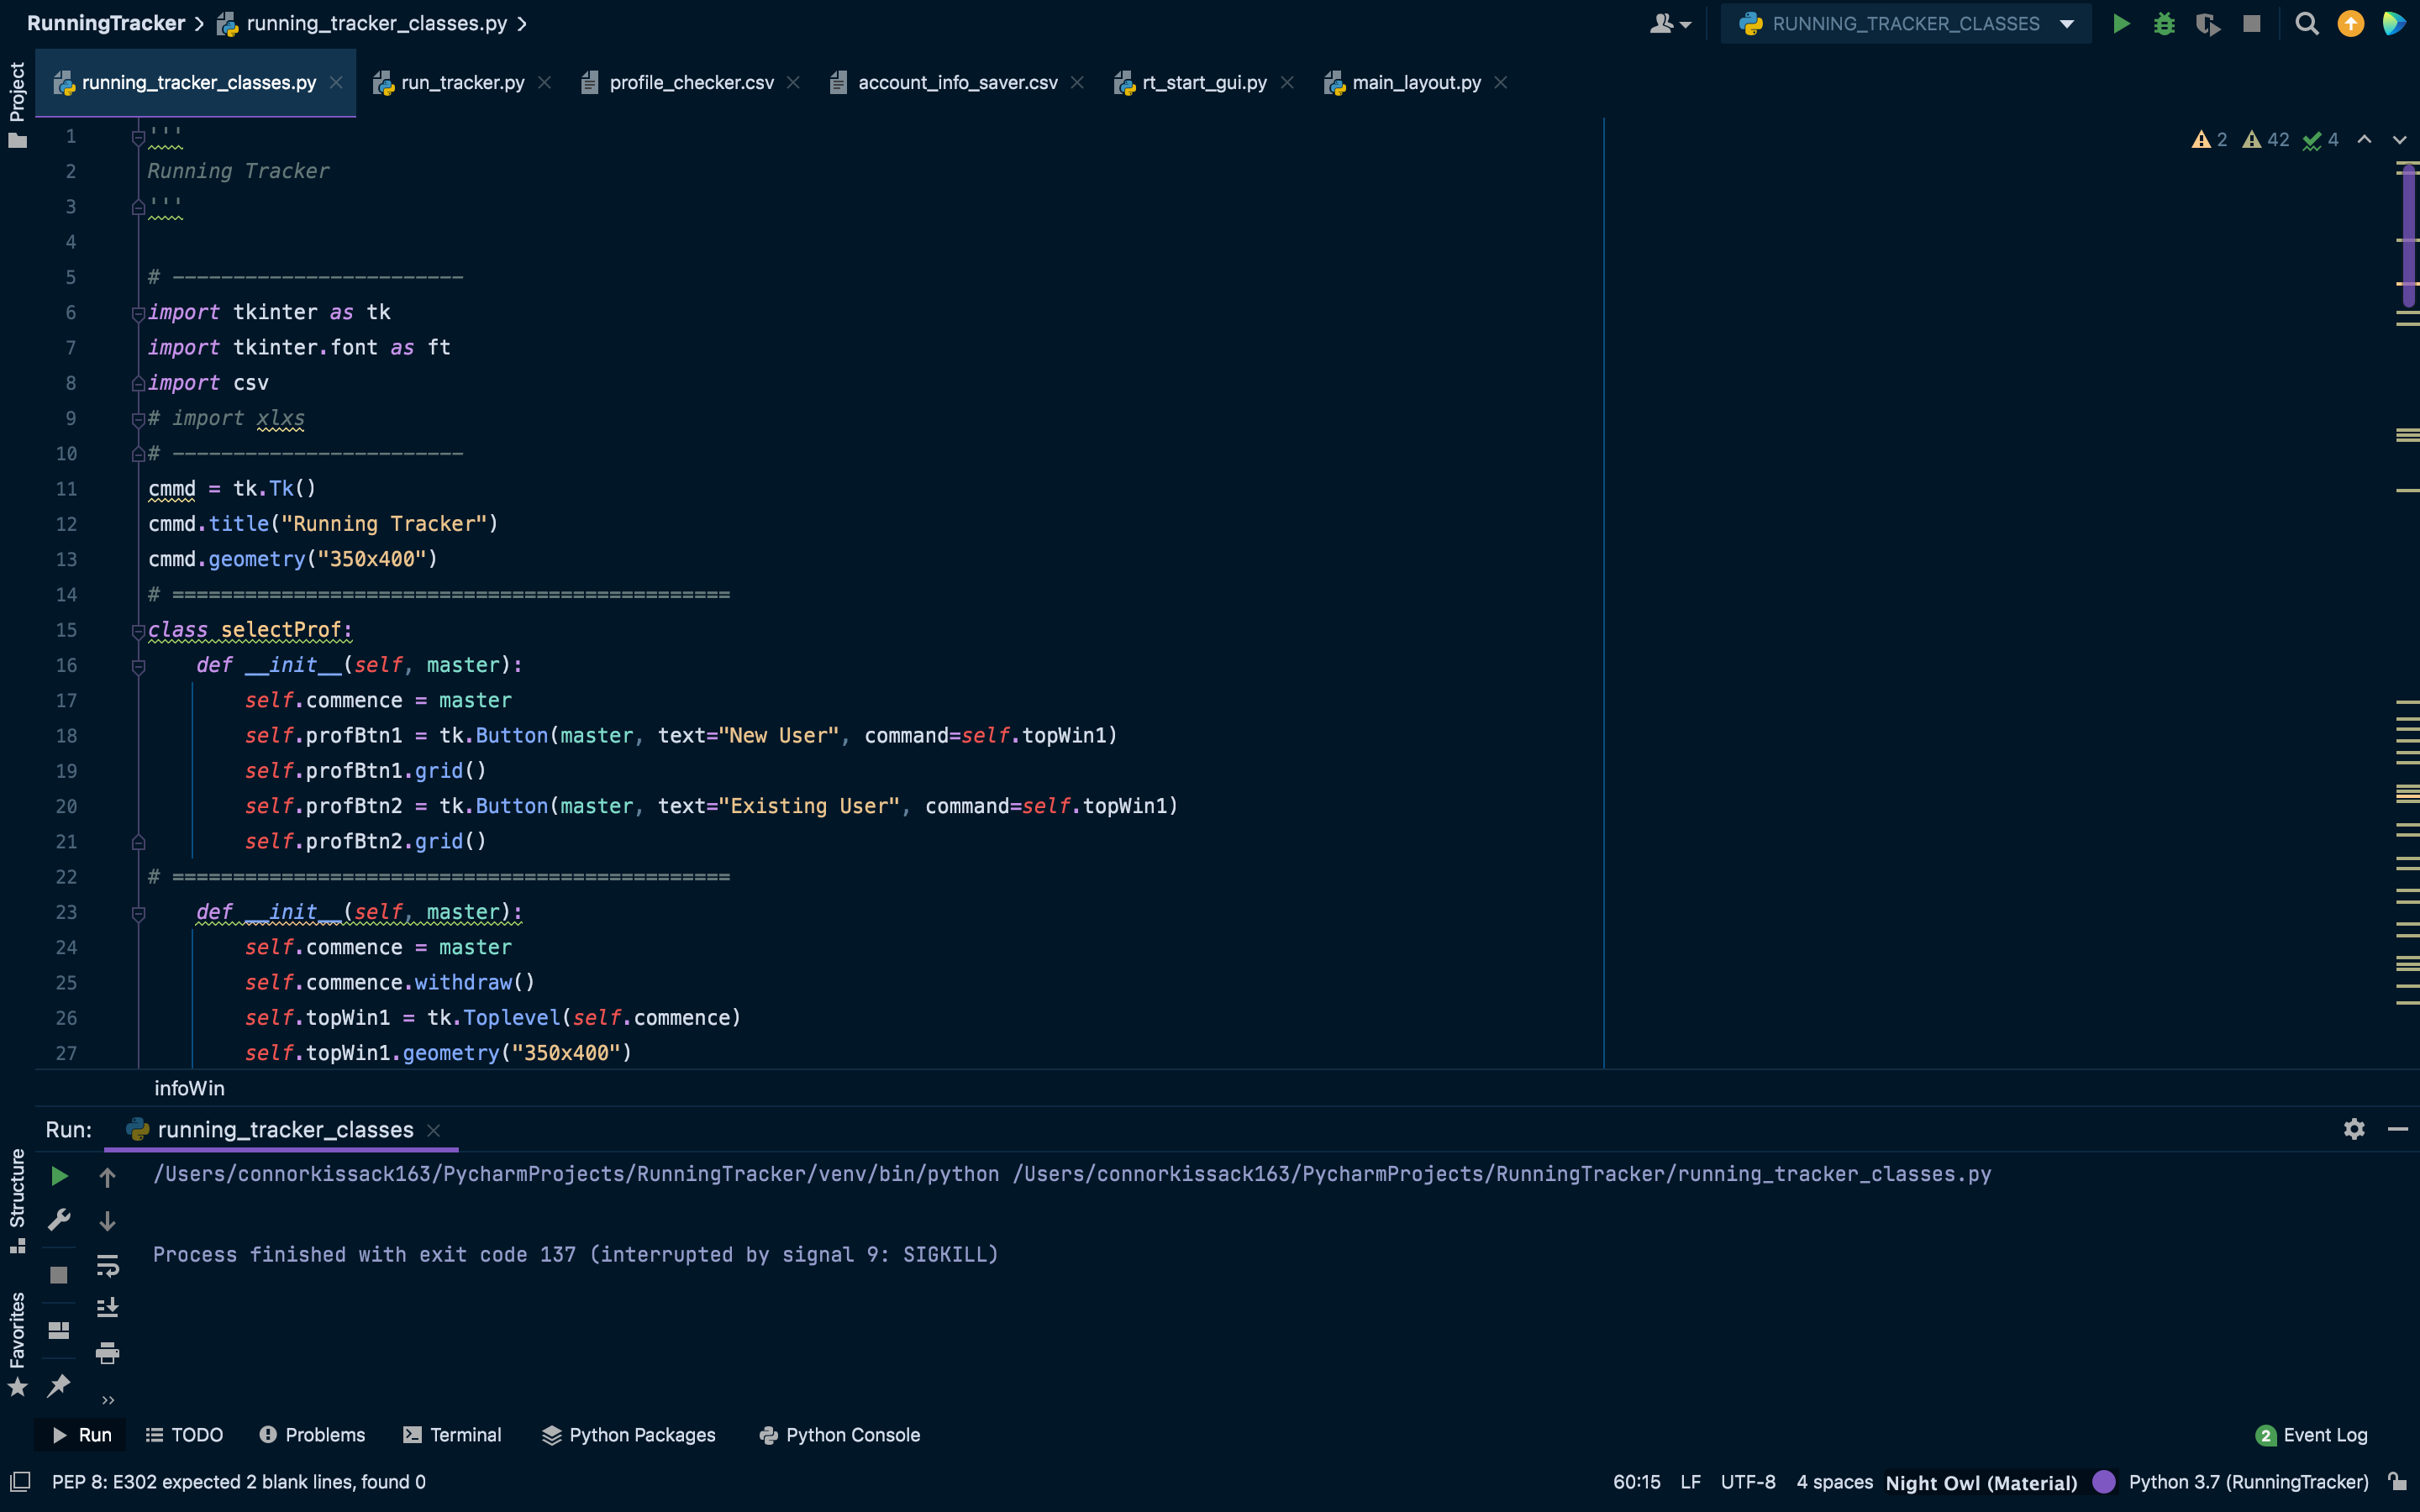 RunningTracker > running_tracker_classes.py >
RUNNING_TRACKER_CLASSES
Project
running_tracker_classes.py
run_tracker.py
profile_checker.csv
account_info_saver.csv
rt_start_gui.py
main_layout.py
2 42 4
1 '''
2 Running Tracker
3 '''
4
5 # ------------------------
6 import tkinter as tk
7 import tkinter.font as ft
8 import csv
9 # import xlxs
10 # ------------------------
11 cmmd = tk.Tk()
12 cmmd.title("Running Tracker")
13 cmmd.geometry("350x400")
14 # ==============================================
15 class selectProf:
16     def __init__(self, master):
17         self.commence = master
18         self.profBtn1 = tk.Button(master, text="New User", command=self.topWin1)
19         self.profBtn1.grid()
20         self.profBtn2 = tk.Button(master, text="Existing User", command=self.topWin1)
21         self.profBtn2.grid()
22 # ==============================================
23     def __init__(self, master):
24         self.commence = master
25         self.commence.withdraw()
26         self.topWin1 = tk.Toplevel(self.commence)
27         self.topWin1.geometry("350x400")
infoWin
Run:
running_tracker_classes
/Users/connorkissack163/PycharmProjects/RunningTracker/venv/bin/python /Users/connorkissack163/PycharmProjects/RunningTracker/running_tracker_classes.py
Process finished with exit code 137 (interrupted by signal 9: SIGKILL)
Structure
Favorites
Run
TODO
Problems
Terminal
Python Packages
Python Console
2 Event Log
PEP 8: E302 expected 2 blank lines, found 0
60:15 LF UTF-8 4 spaces Night Owl (Material) Python 3.7 (RunningTracker)